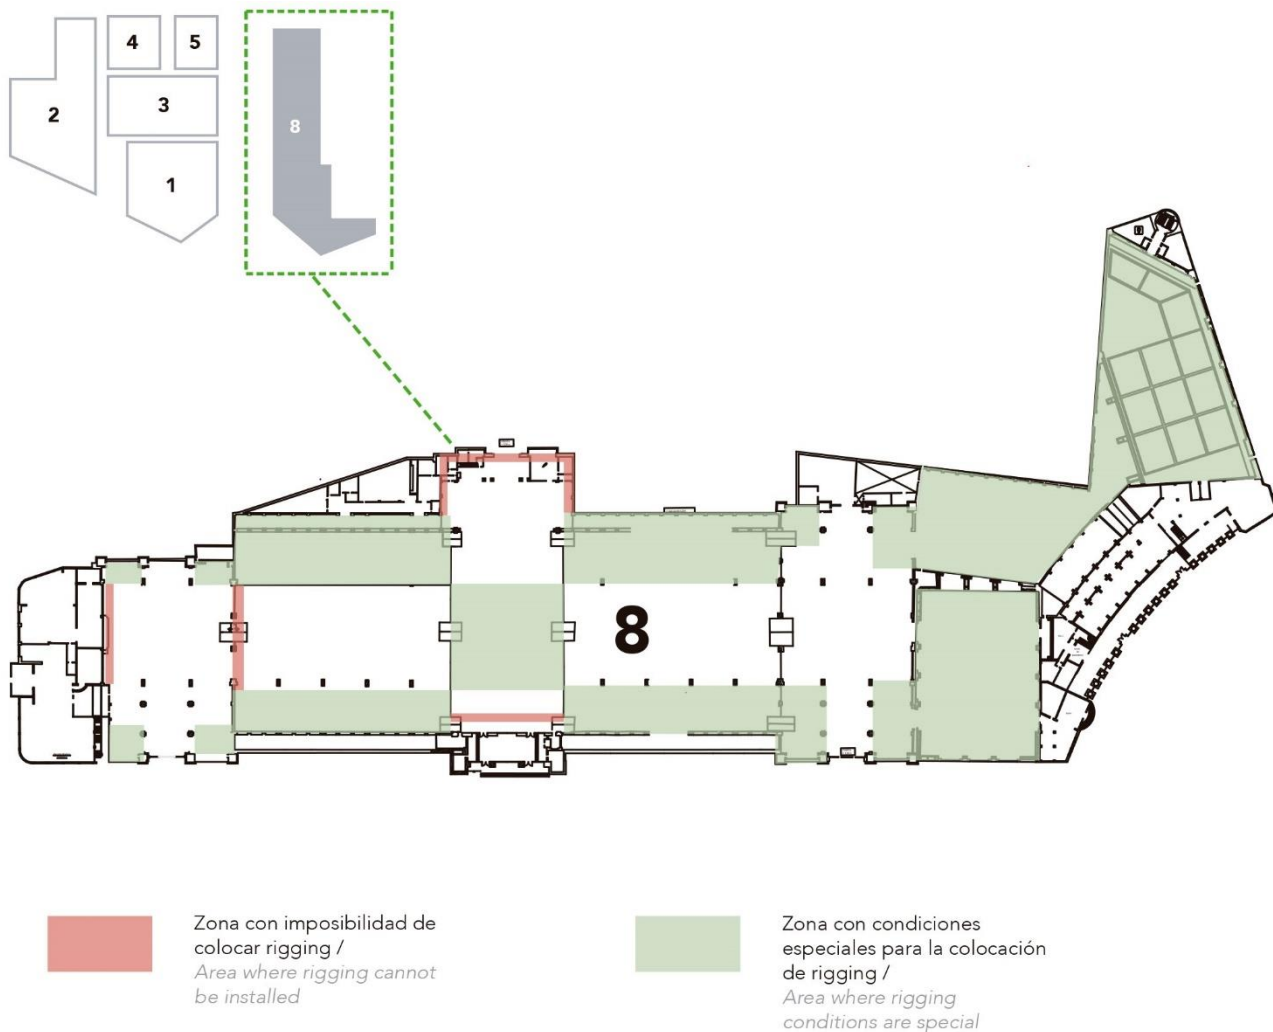 4
5
2
3
1
8
8
Zona con imposibilidad de
colocar rigging /
Area where rigging cannot
be installed
Zona con condiciones
especiales para la colocación
de rigging /
Area where rigging
conditions are special